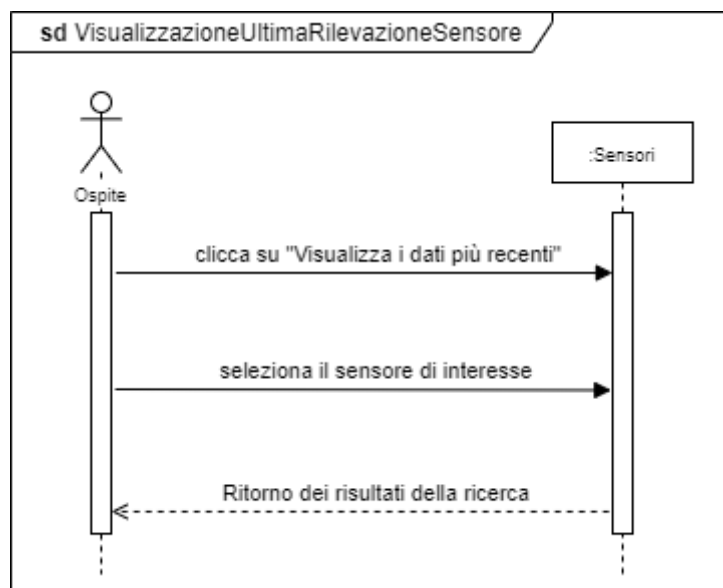 sd VisualizzazioneUltimaRilevazioneSensore
:Sensori
Ospite
clicca su "Visualizza i dati più recenti"
seleziona il sensore di interesse
Ritorno dei risultati della ricerca